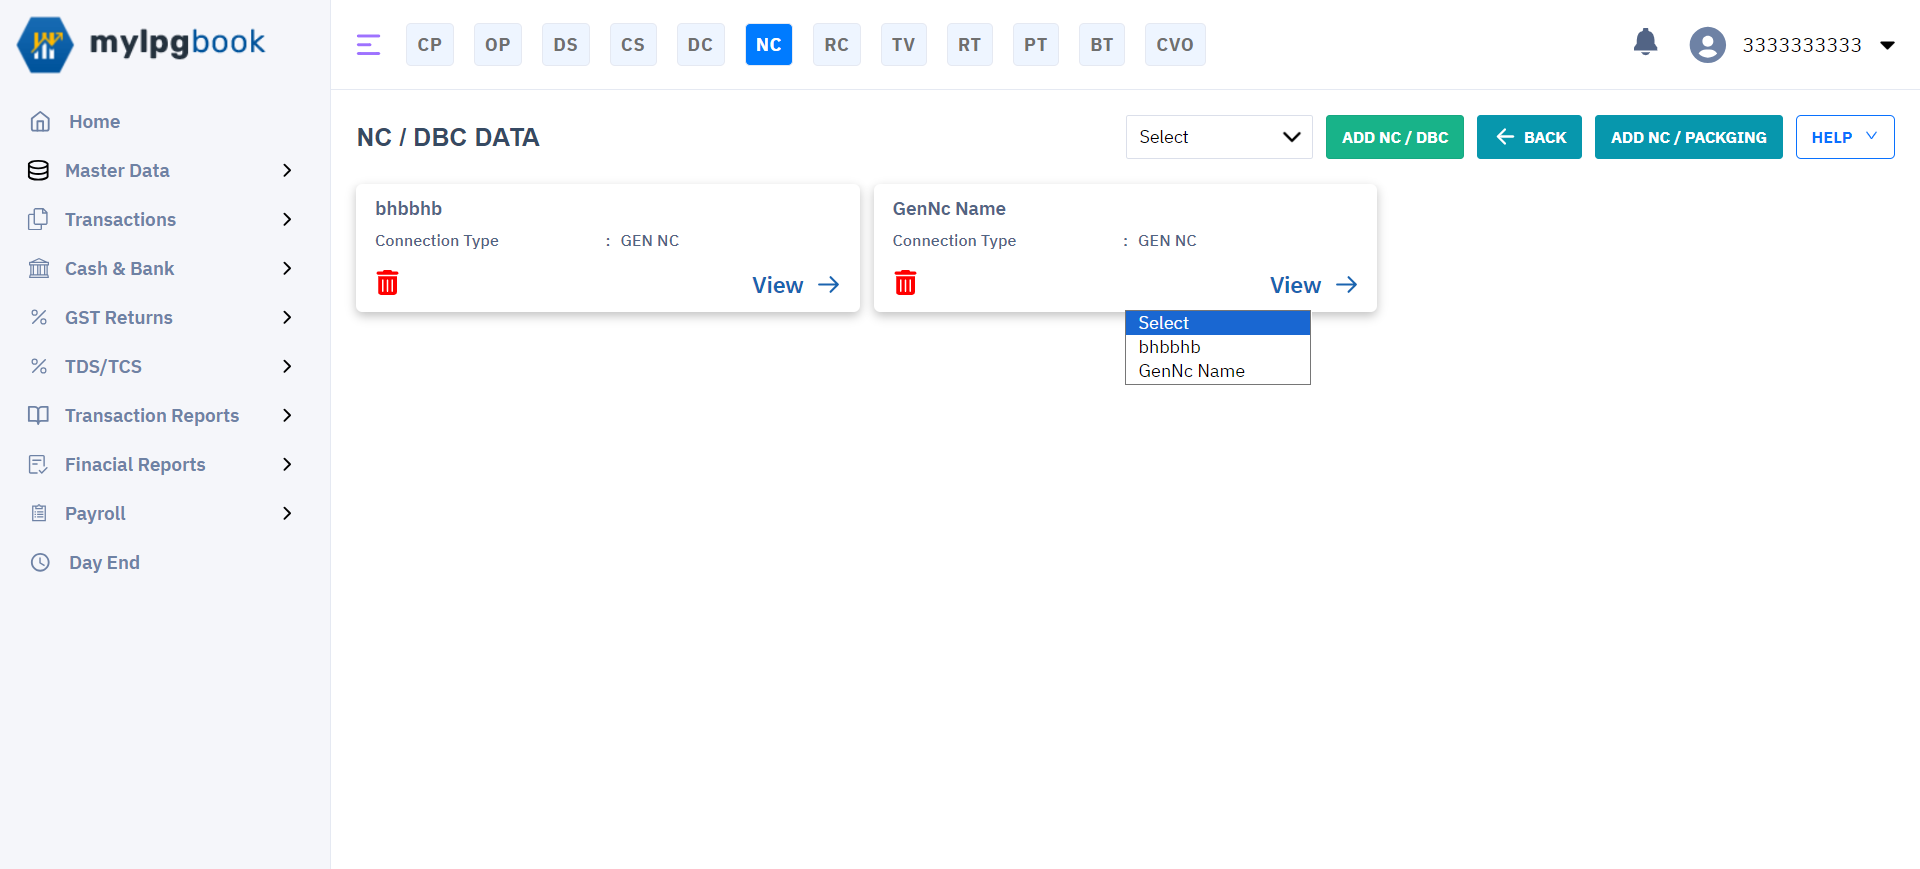 mylpgbook
CP OP DS CS DC NC RC TV RT PT BT CVO
3333333333
Home
Master Data
Transactions
Cash & Bank
GST Returns
TDS/TCS
Transaction Reports
Finacial Reports
Payroll
Day End
NC / DBC DATA
Select
ADD NC / DBC
BACK
ADD NC / PACKGING
HELP
bhbbhb
Connection Type : GEN NC
View
GenNc Name
Connection Type : GEN NC
View
Select
bhbbhb
GenNc Name